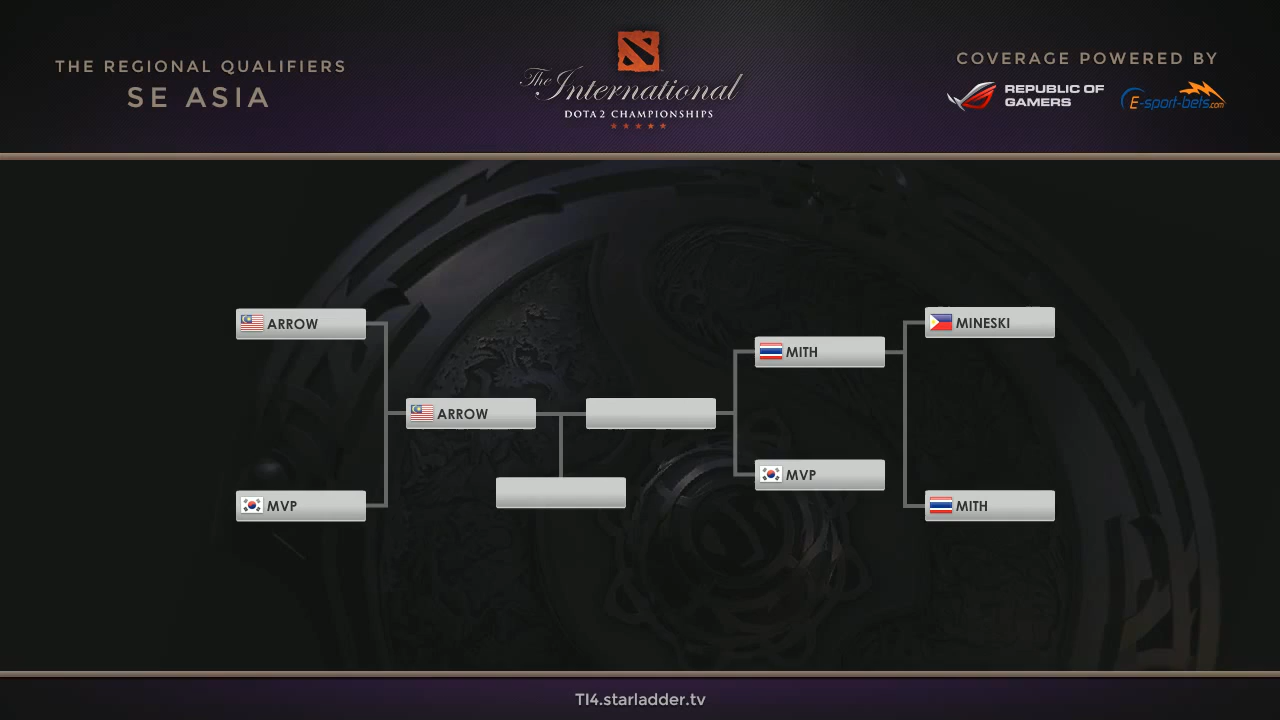 THE REGIONAL QUALIFIERS
SE ASIA
The International
DOTA 2 CHAMPIONSHIPS
COVERAGE POWERED BY
REPUBLIC OF
GAMERS
E-sport-bets.com
ARROW
MVP
ARROW
MITH
MVP
MINESKI
MITH
TI4.starladder.tv